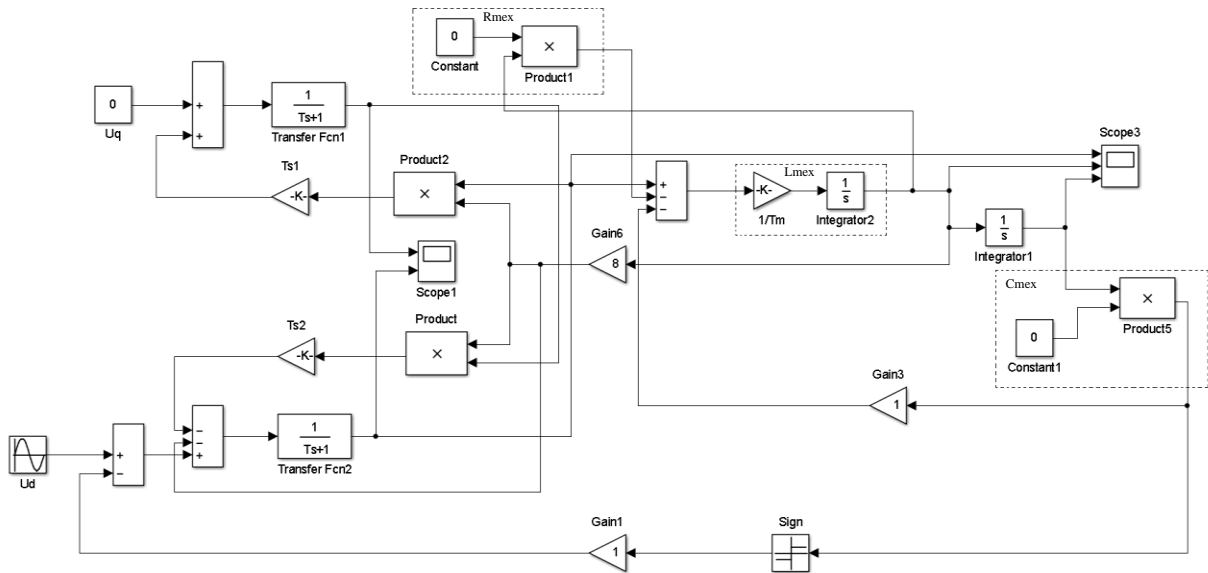 Rmex
0
Constant
×
Product1
0
Uq
+
+
1
Ts+1
Transfer Fcn1
Scope3
Ts1
-K-
Product2
×
+
−
−
-K-
1/Tm
Lmex
1
s
Integrator2
1
s
Integrator1
Gain6
8
Scope1
Cmex
×
Product5
0
Constant1
Ts2
-K-
Product
×
Gain3
1
Ud
+
−
−
−
+
1
Ts+1
Transfer Fcn2
Gain1
1
Sign